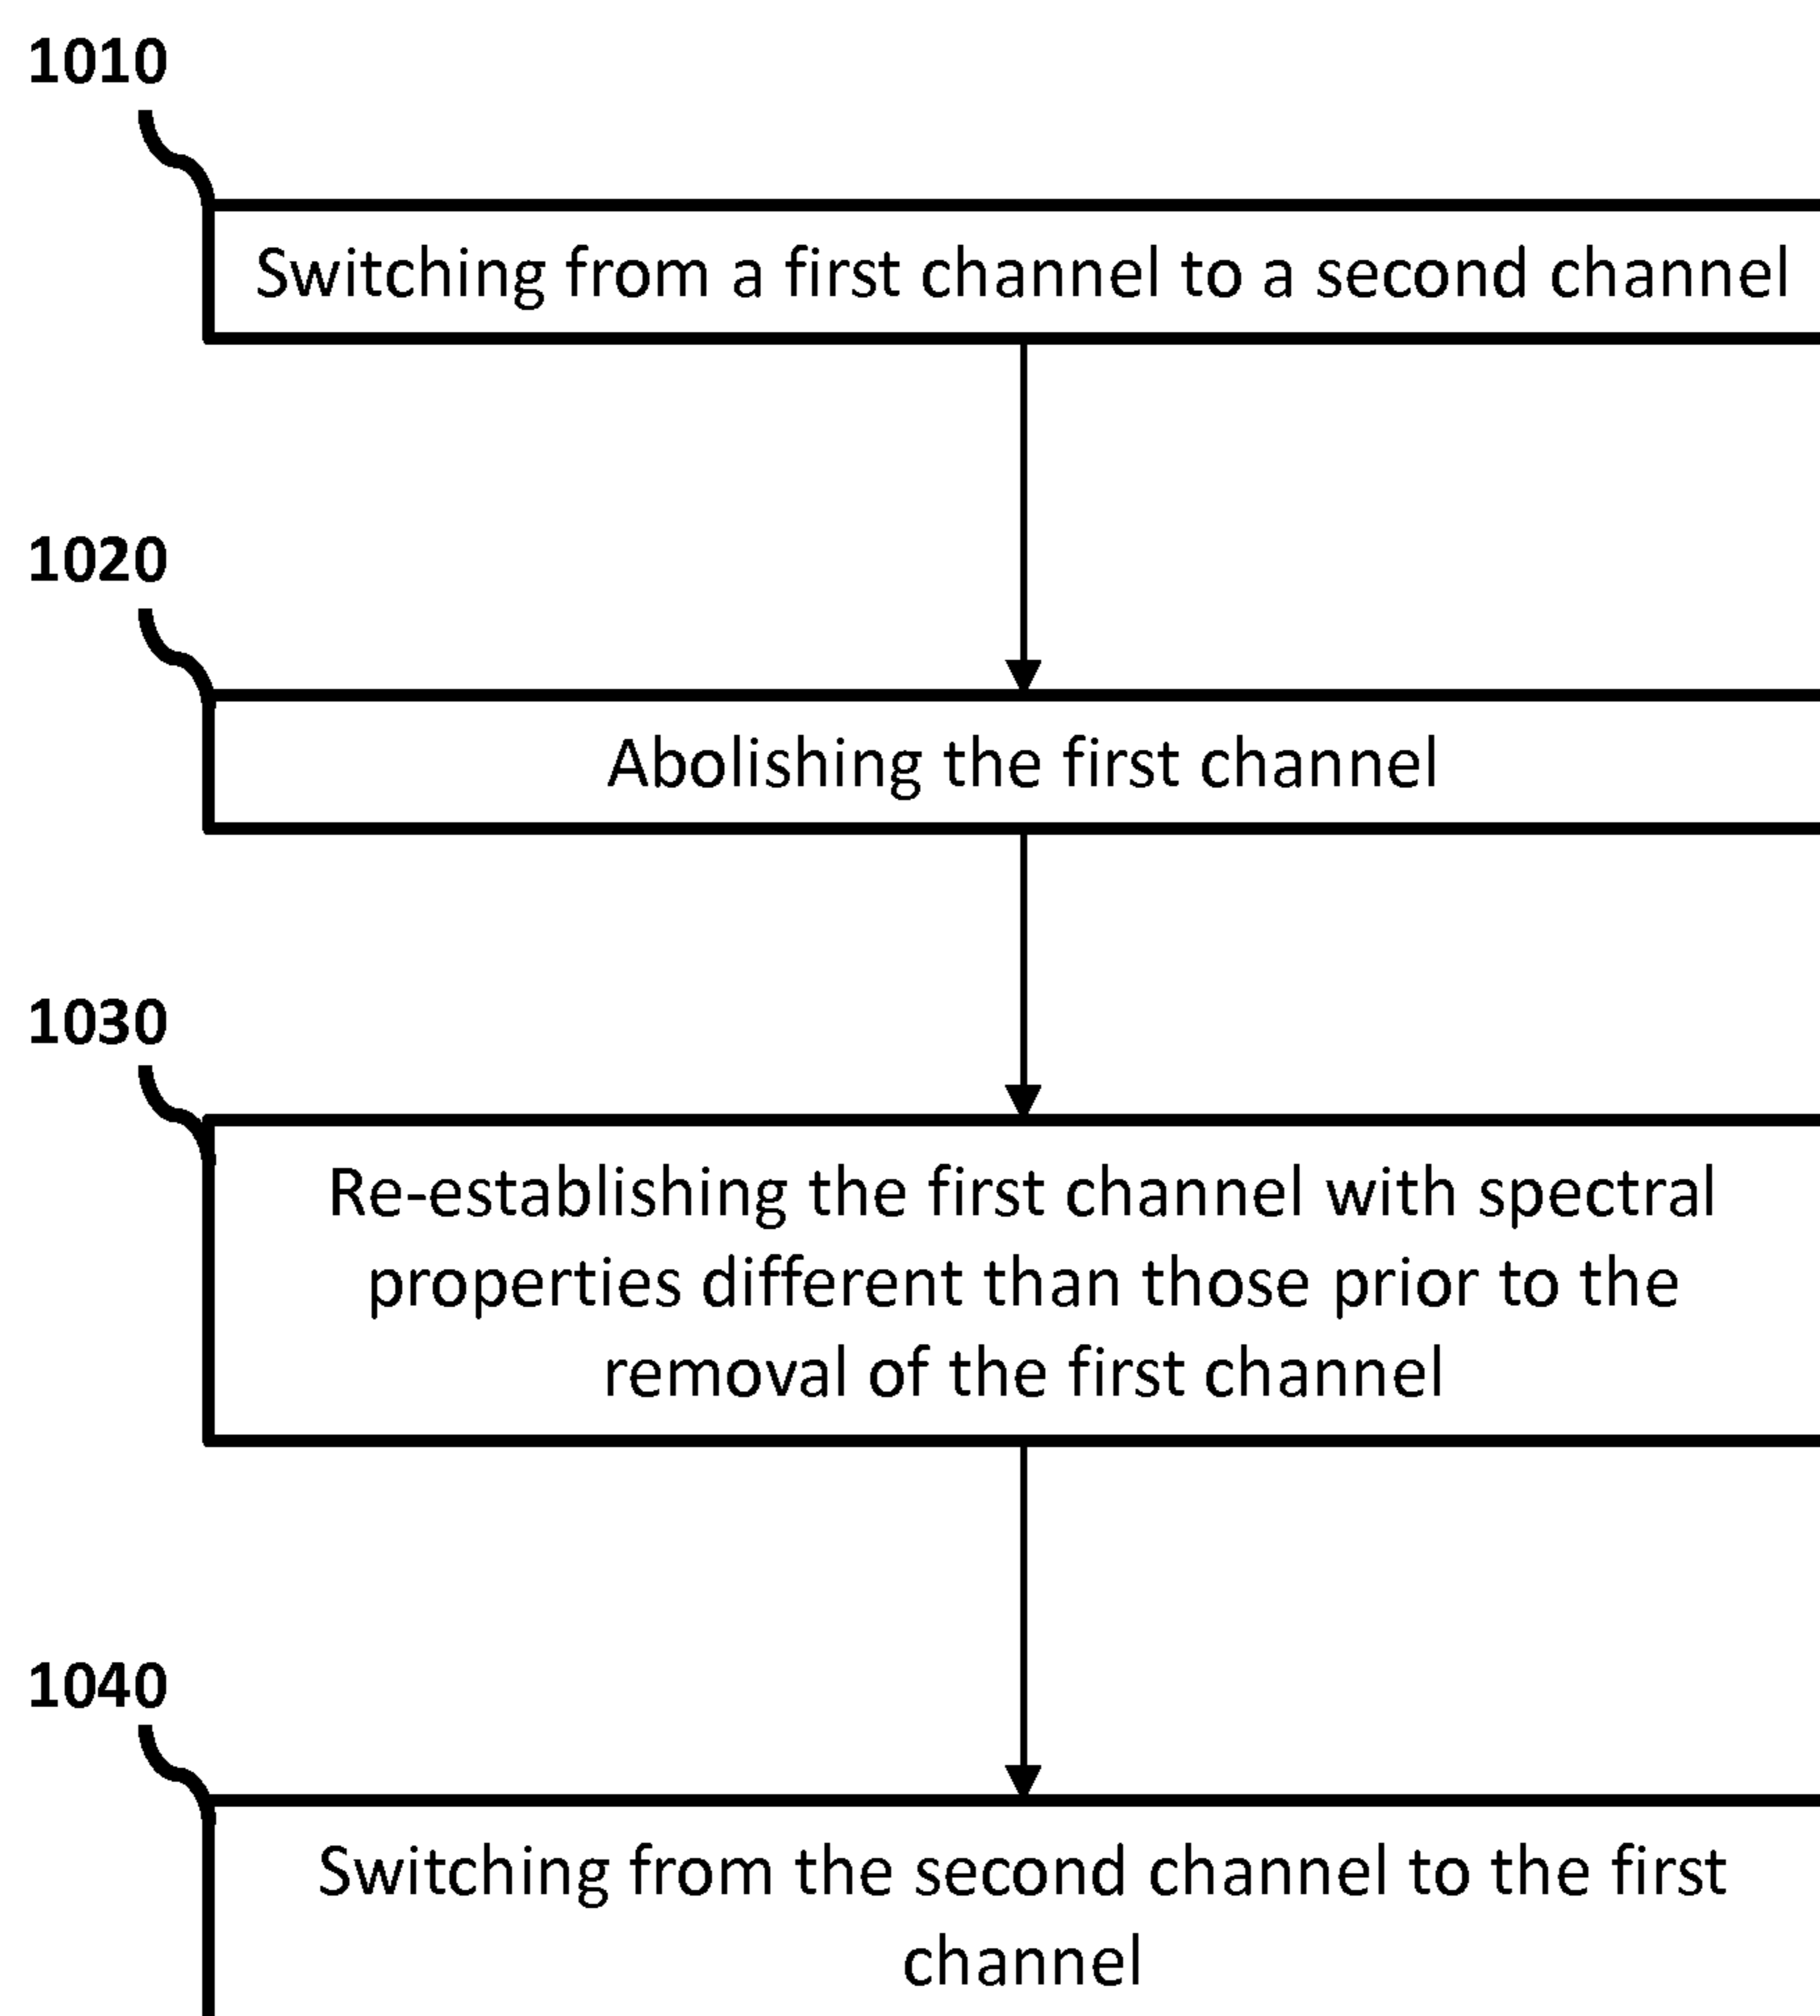 1010
Switching from a first channel to a second channel
1020
Abolishing the first channel
1030
Re-establishing the first channel with spectral
properties different than those prior to the
removal of the first channel
1040
Switching from the second channel to the first
channel